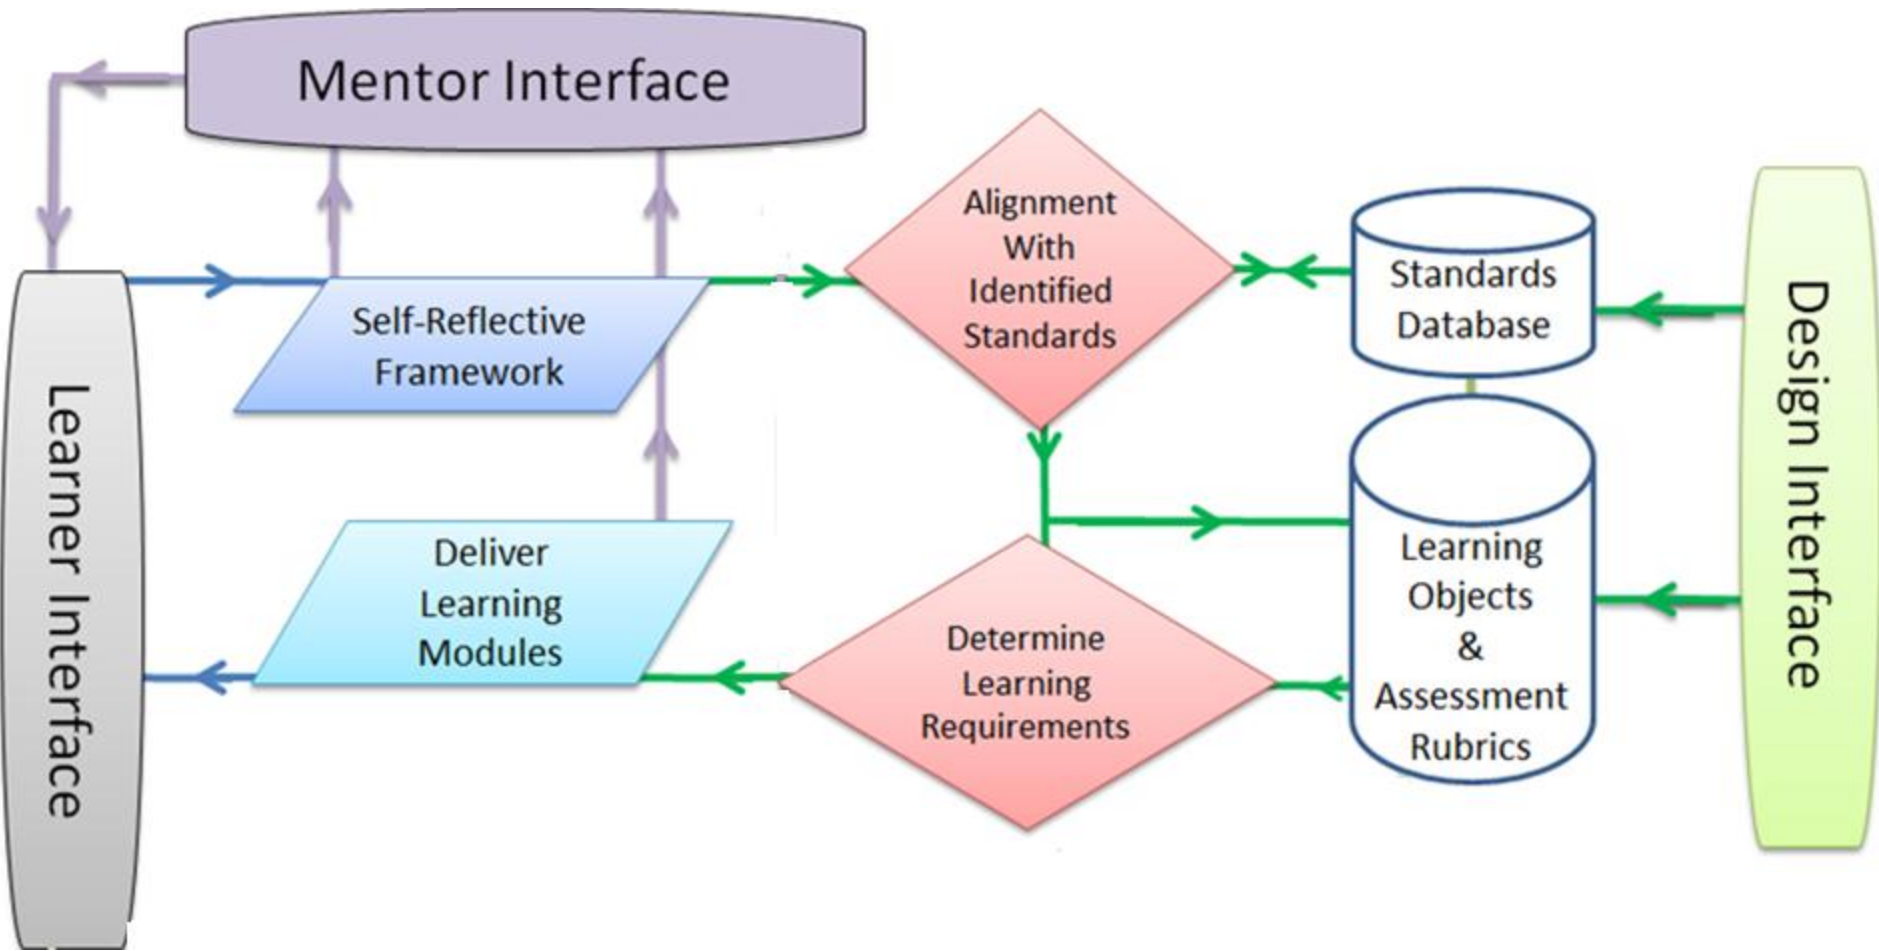 Mentor Interface
Learner Interface
Self-Reflective
Framework
Alignment
With
Identified
Standards
Standards
Database
Design Interface
Deliver
Learning
Modules
Determine
Learning
Requirements
Learning
Objects
&
Assessment
Rubrics